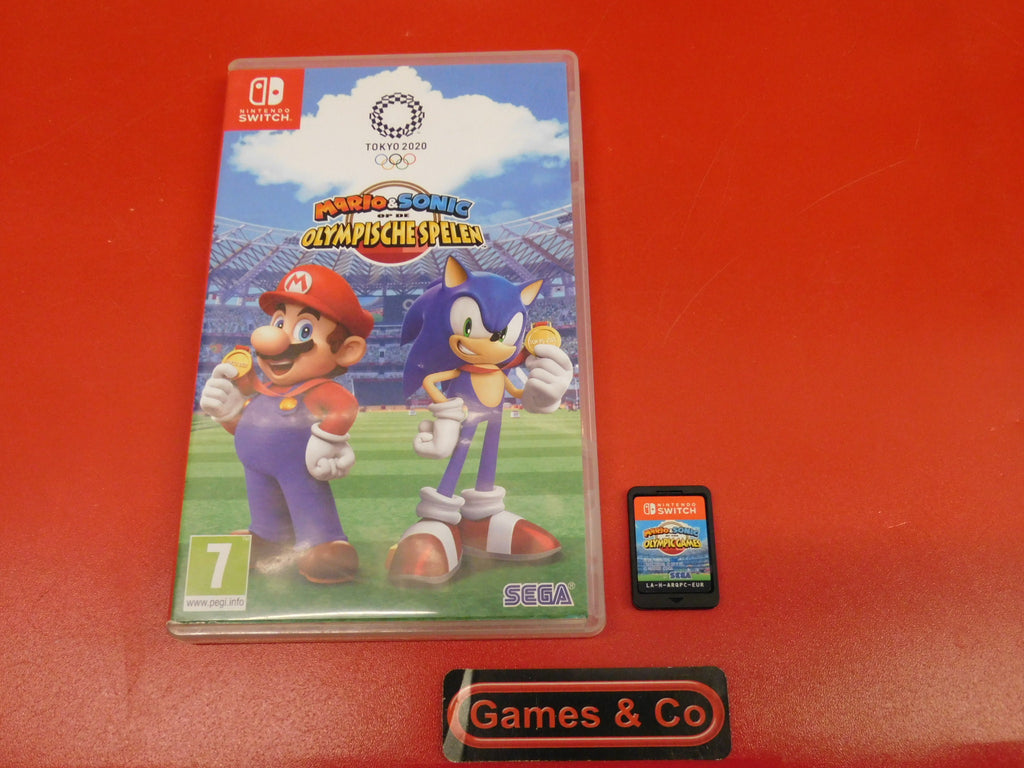 NINTENDO
SWITCH
TOKYO 2020
MARIO & SONIC
OP DE
OLYMPISCHE SPELEN
M
7
www.pegi.info
SEGA
NINTENDO
SWITCH
MARIO & SONIC
OLYMPIC GAMES
SEGA
LA-H-ARQPC-EUR
Games & Co